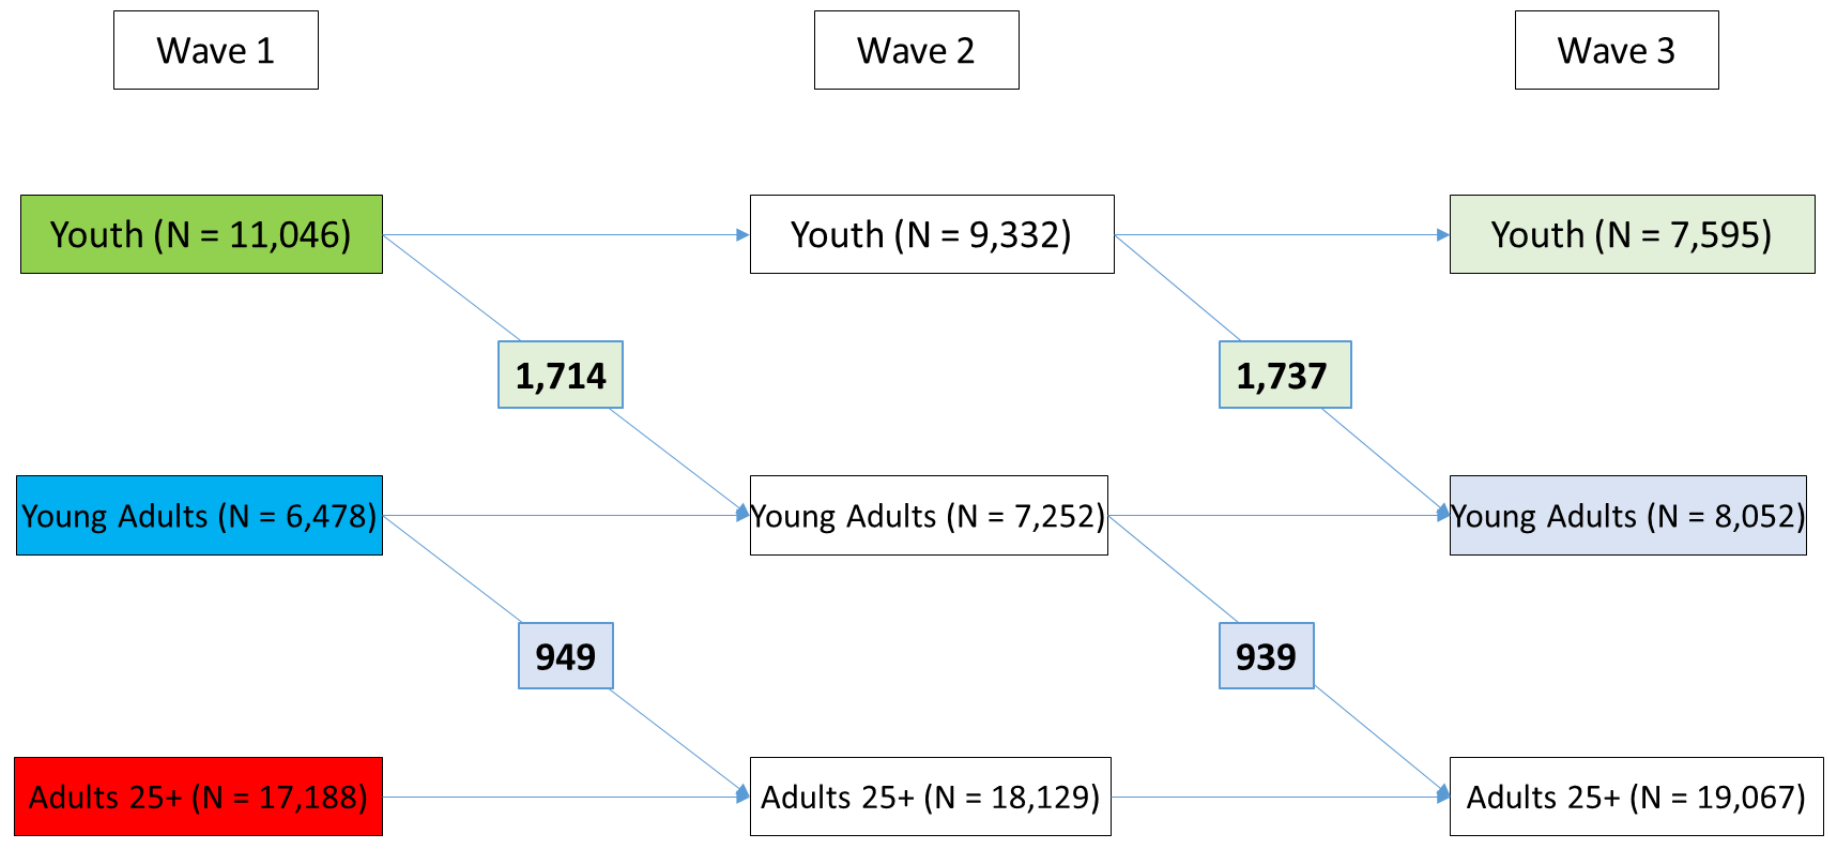 Wave 1
Wave 2
Wave 3
Youth (N = 11,046)
Youth (N = 9,332)
Youth (N = 7,595)
1,714
1,737
Young Adults (N = 6,478)
Young Adults (N = 7,252)
Young Adults (N = 8,052)
949
939
Adults 25+ (N = 17,188)
Adults 25+ (N = 18,129)
Adults 25+ (N = 19,067)